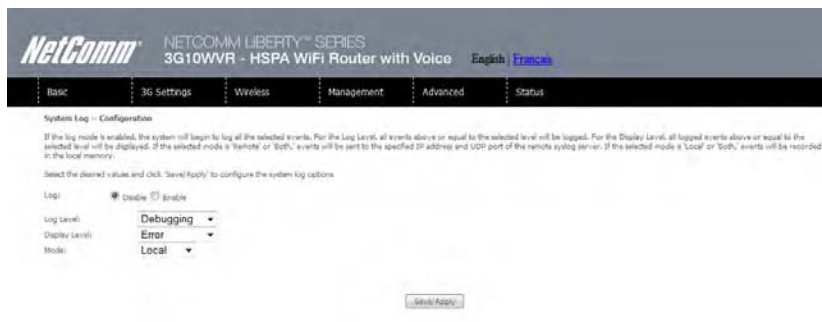 NetComm® NETCOMM LIBERTY™ SERIES
3G10WVR - HSPA WiFi Router with Voice English | Français
Basic 3G Settings Wireless Management Advanced Status
System Log -- Configuration
If the log mode is enabled, the system will begin to log all the selected events. For the Log Level, all events above or equal to the selected level will be logged. For the Display Level, all logged events above or equal to the
selected level will be displayed. If the selected mode is 'Remote' or 'Both,' events will be sent to the specified IP address and UDP port of the remote syslog server. If the selected mode is 'Local' or 'Both,' events will be recorded
in the local memory.
Select the desired values and click 'Save/Apply' to configure the system log options.
Log: Disable Enable
Log Level: Debugging
Display Level: Error
Mode: Local
Save/Apply